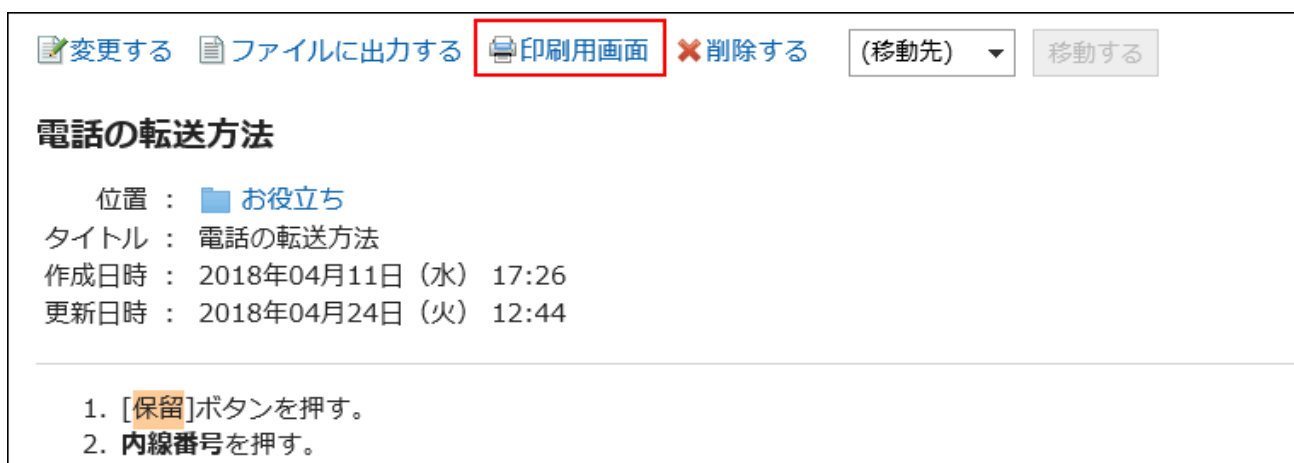 変更する ファイルに出力する 印刷用画面 削除する (移動先) 移動する
電話の転送方法
位置 : お役立ち
タイトル : 電話の転送方法
作成日時 : 2018年04月11日（水） 17:26
更新日時 : 2018年04月24日（火） 12:44
1. [保留]ボタンを押す。
2. 内線番号を押す。